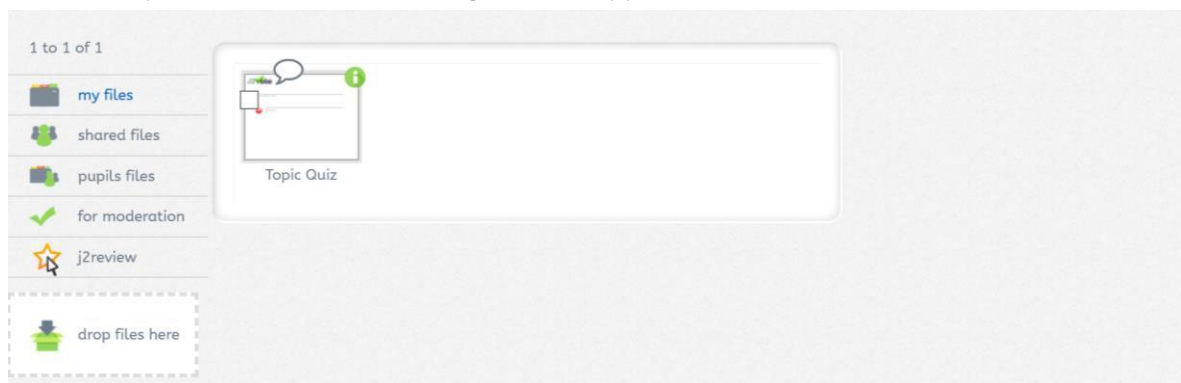 1 to 1 of 1
my files
shared files
pupils files
for moderation
j2review
drop files here
Topic Quiz